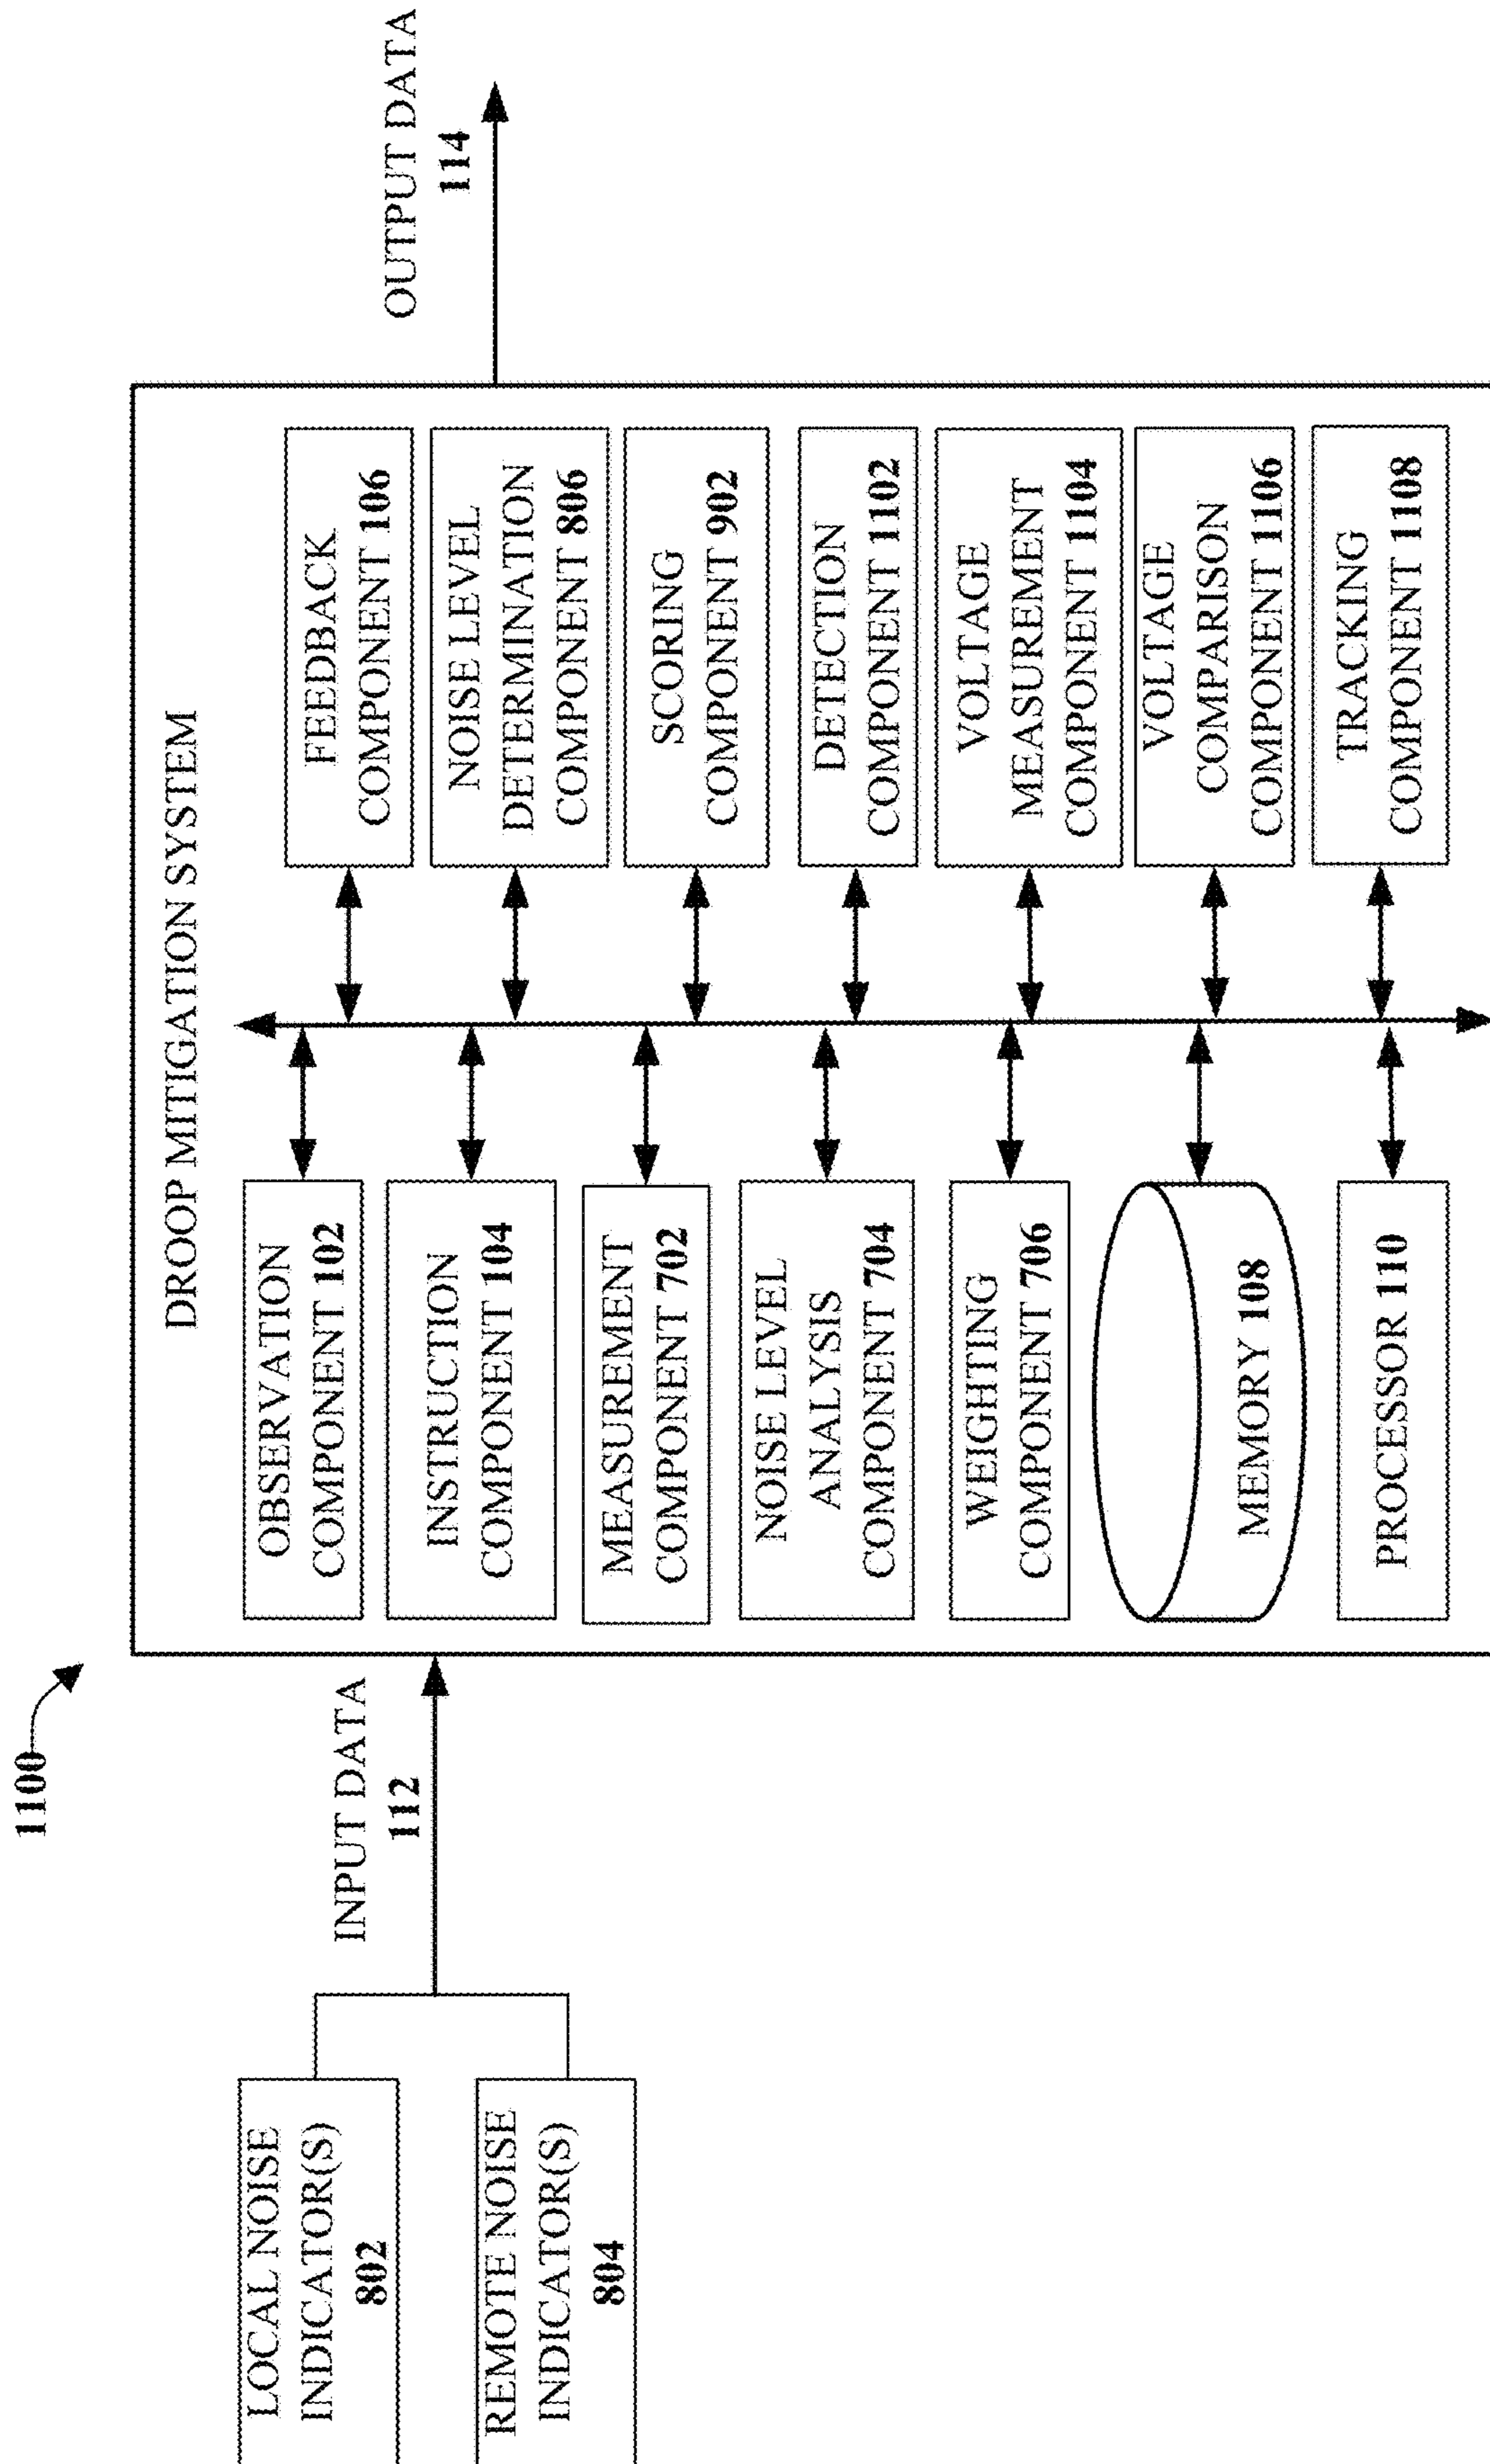 1100
DROOP MITIGATION SYSTEM
LOCAL NOISE
INDICATOR(S)
802
REMOTE NOISE
INDICATOR(S)
804
INPUT DATA
112
OBSERVATION
COMPONENT 102
INSTRUCTION
COMPONENT 104
MEASUREMENT
COMPONENT 702
NOISE LEVEL
ANALYSIS
COMPONENT 704
WEIGHTING
COMPONENT 706
MEMORY 108
PROCESSOR 110
FEEDBACK
COMPONENT 106
NOISE LEVEL
DETERMINATION
COMPONENT 806
SCORING
COMPONENT 902
DETECTION
COMPONENT 1102
VOLTAGE
MEASUREMENT
COMPONENT 1104
VOLTAGE
COMPARISON
COMPONENT 1106
TRACKING
COMPONENT 1108
OUTPUT DATA
114